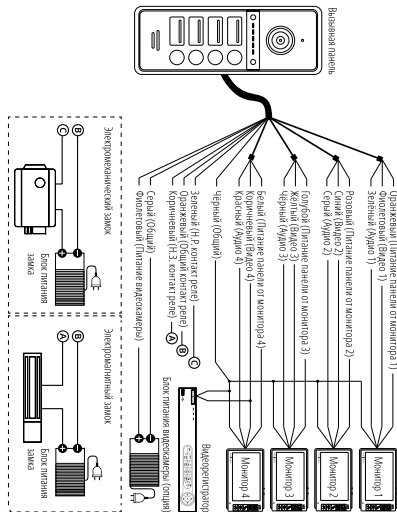 Вызывная панель
Оранжевый (Питание панели от монитора 1)
Фиолетовый (Видео 1)
Зелёный (Аудио 1)
Розовый (Питание панели от монитора 2)
Синий (Видео 2)
Серый (Аудио 2)
Голубой (Питание панели от монитора 3)
Жёлтый (Видео 3)
Чёрный (Аудио 3)
Белый (Питание панели от монитора 4)
Коричневый (Видео 4)
Красный (Аудио 4)
Чёрный (Общий)
Зеленый (Н.Р. контакт реле)
C
Оранжевый (Общий контакт реле)
B
Коричневый (Н.З. контакт реле)
A
Серый (Общий)
Фиолетовый (Питание видеокамеры)
Монитор 1
Монитор 2
Монитор 3
Монитор 4
Видеорегистратор
Блок питания видеокамеры (опция)
Электромеханический замок
B
C
Блок питания
замка
Электромагнитный замок
B
A
Блок питания
замка